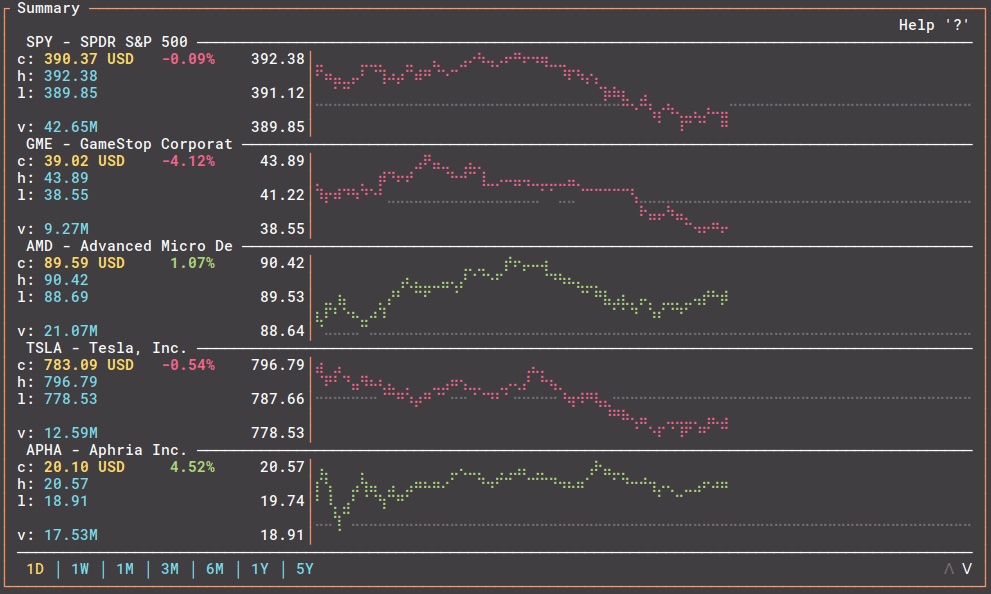 Summary
Help '?'
SPY - SPDR S&P 500
c: 390.37 USD -0.09% 392.38
h: 392.38
l: 389.85 391.12
v: 42.65M 389.85
GME - GameStop Corporat
c: 39.02 USD -4.12% 43.89
h: 43.89
l: 38.55 41.22
v: 9.27M 38.55
AMD - Advanced Micro De
c: 89.59 USD 1.07% 90.42
h: 90.42
l: 88.69 89.53
v: 21.07M 88.64
TSLA - Tesla, Inc.
c: 783.09 USD -0.54% 796.79
h: 796.79
l: 778.53 787.66
v: 12.59M 778.53
APHA - Aphria Inc.
c: 20.10 USD 4.52% 20.57
h: 20.57
l: 18.91 19.74
v: 17.53M 18.91
1D | 1W | 1M | 3M | 6M | 1Y | 5Y ᐱ ᐯ